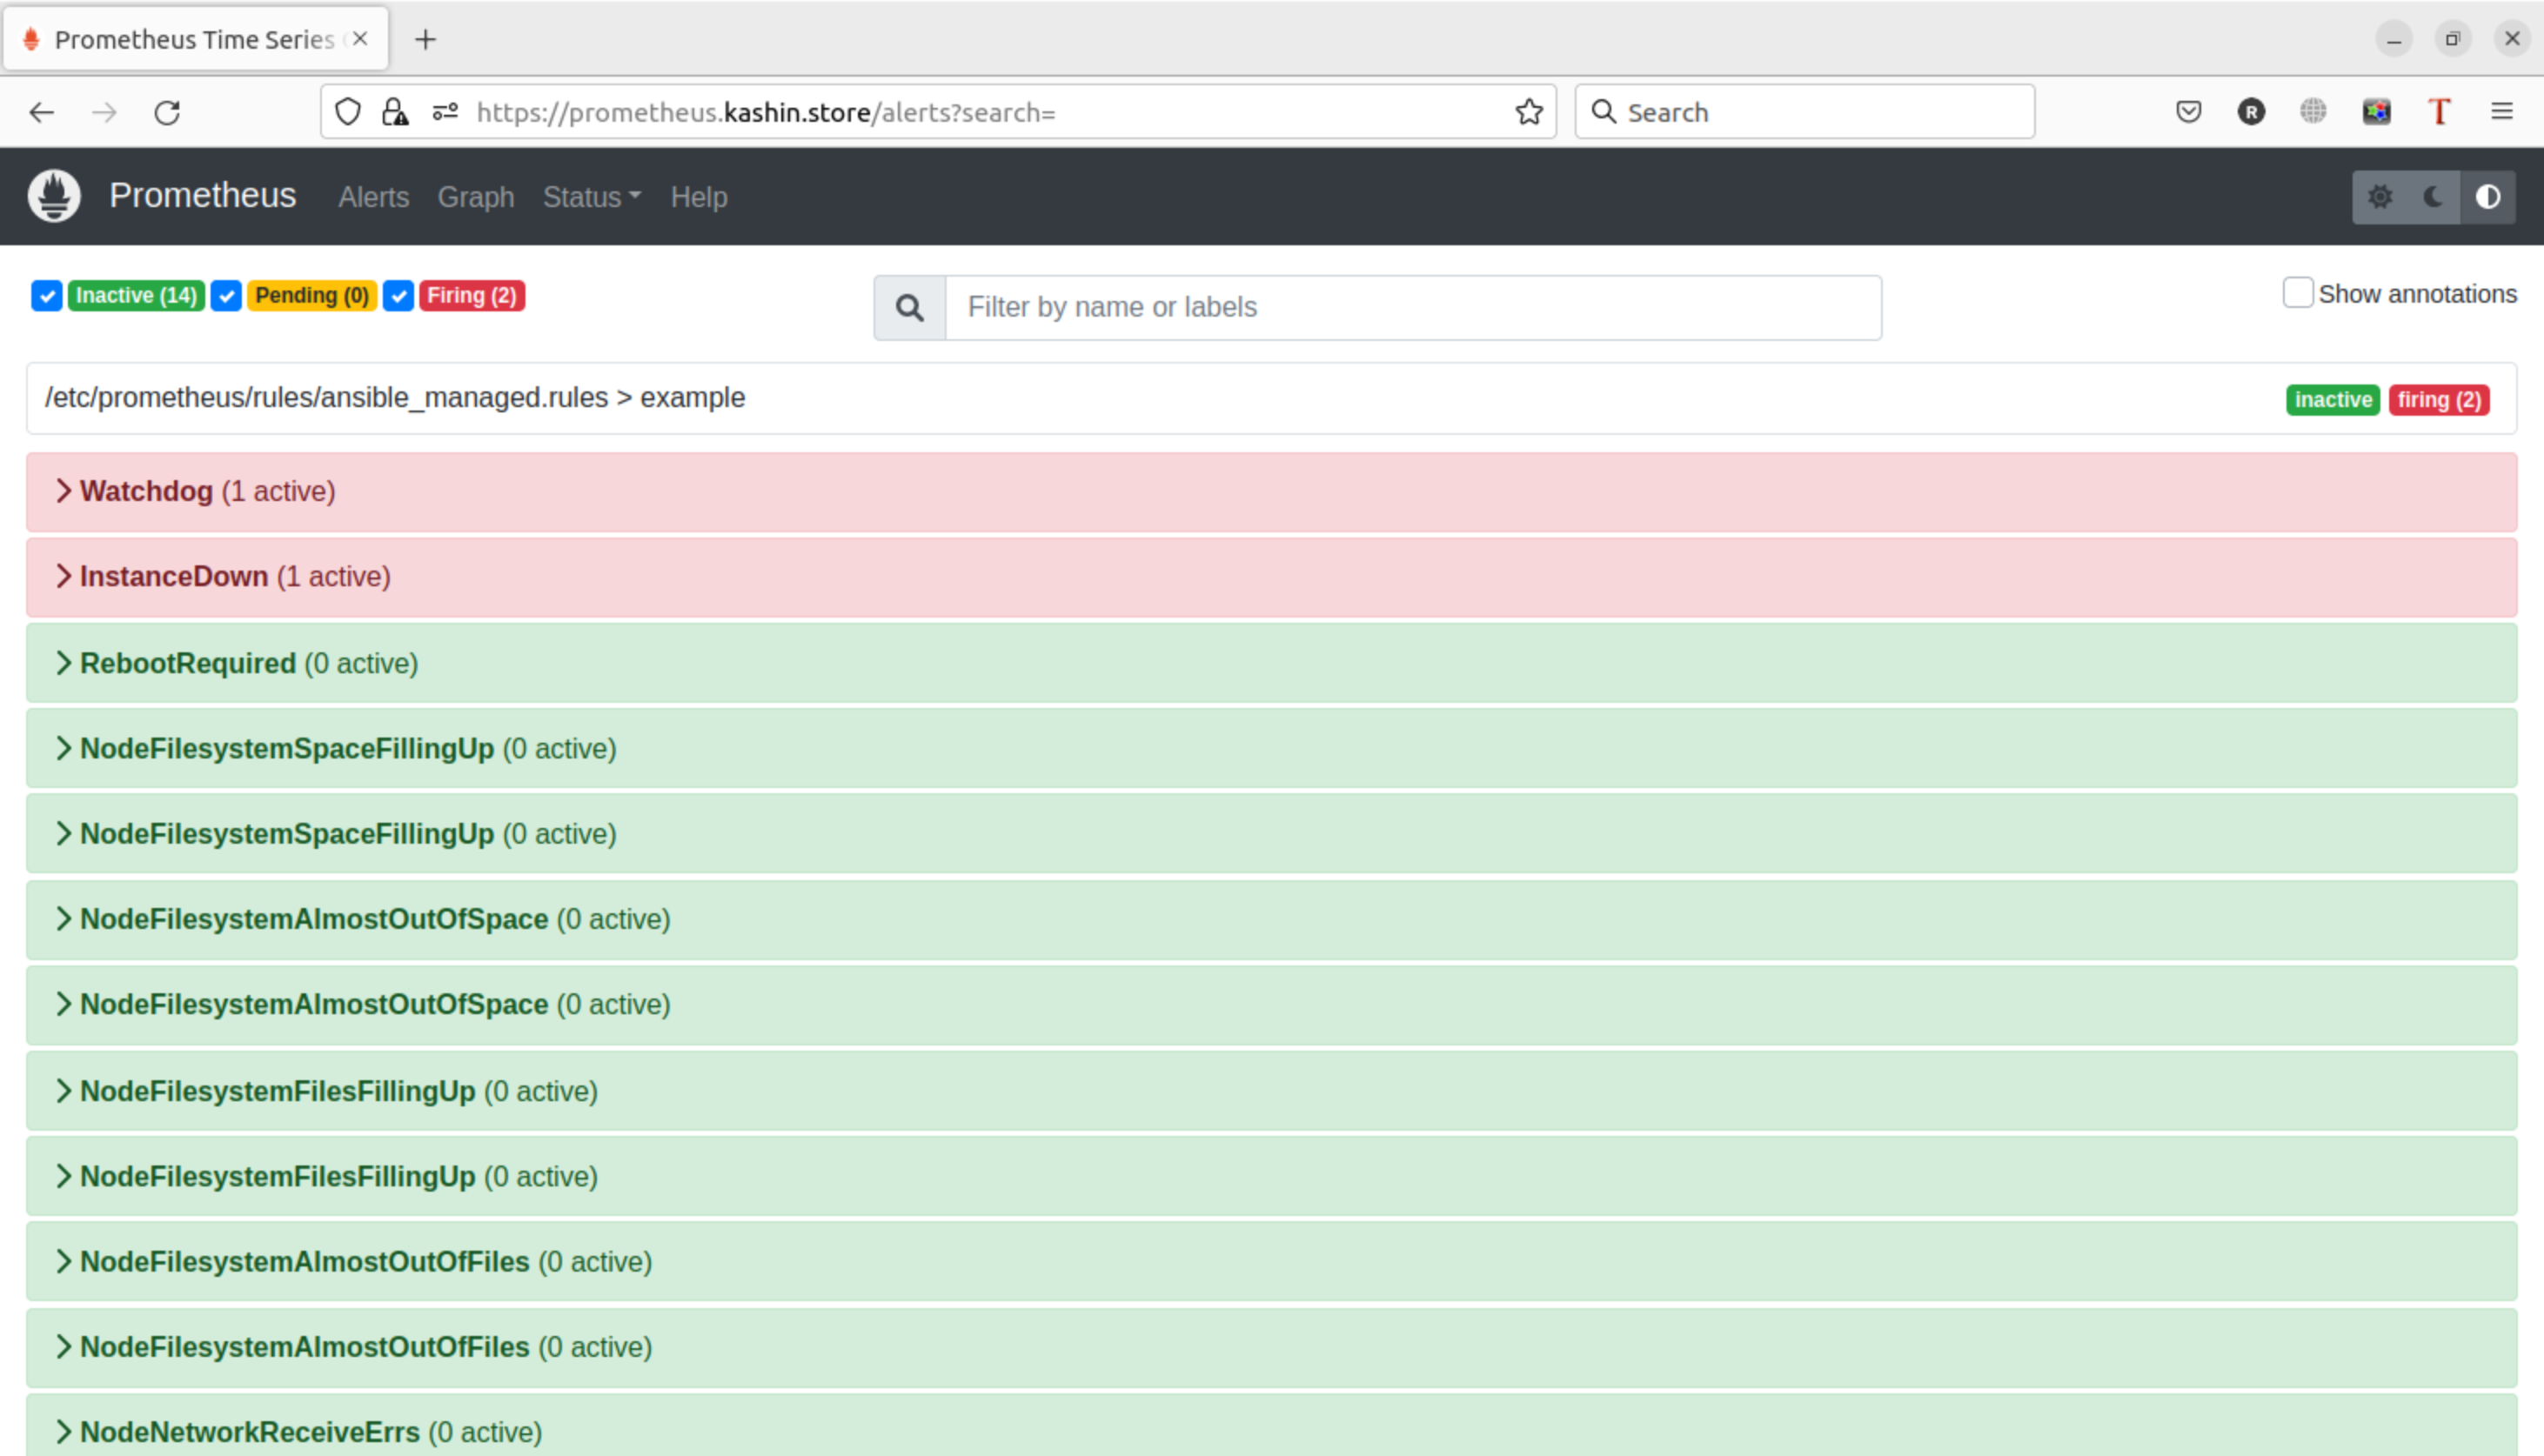 Prometheus Time Series
https://prometheus.kashin.store/alerts?search=
Search
R
T
Prometheus Alerts Graph Status Help
Inactive (14) Pending (0) Firing (2)
Filter by name or labels
Show annotations
/etc/prometheus/rules/ansible_managed.rules > example
inactive firing (2)
Watchdog (1 active)
InstanceDown (1 active)
RebootRequired (0 active)
NodeFilesystemSpaceFillingUp (0 active)
NodeFilesystemSpaceFillingUp (0 active)
NodeFilesystemAlmostOutOfSpace (0 active)
NodeFilesystemAlmostOutOfSpace (0 active)
NodeFilesystemFilesFillingUp (0 active)
NodeFilesystemFilesFillingUp (0 active)
NodeFilesystemAlmostOutOfFiles (0 active)
NodeFilesystemAlmostOutOfFiles (0 active)
NodeNetworkReceiveErrs (0 active)